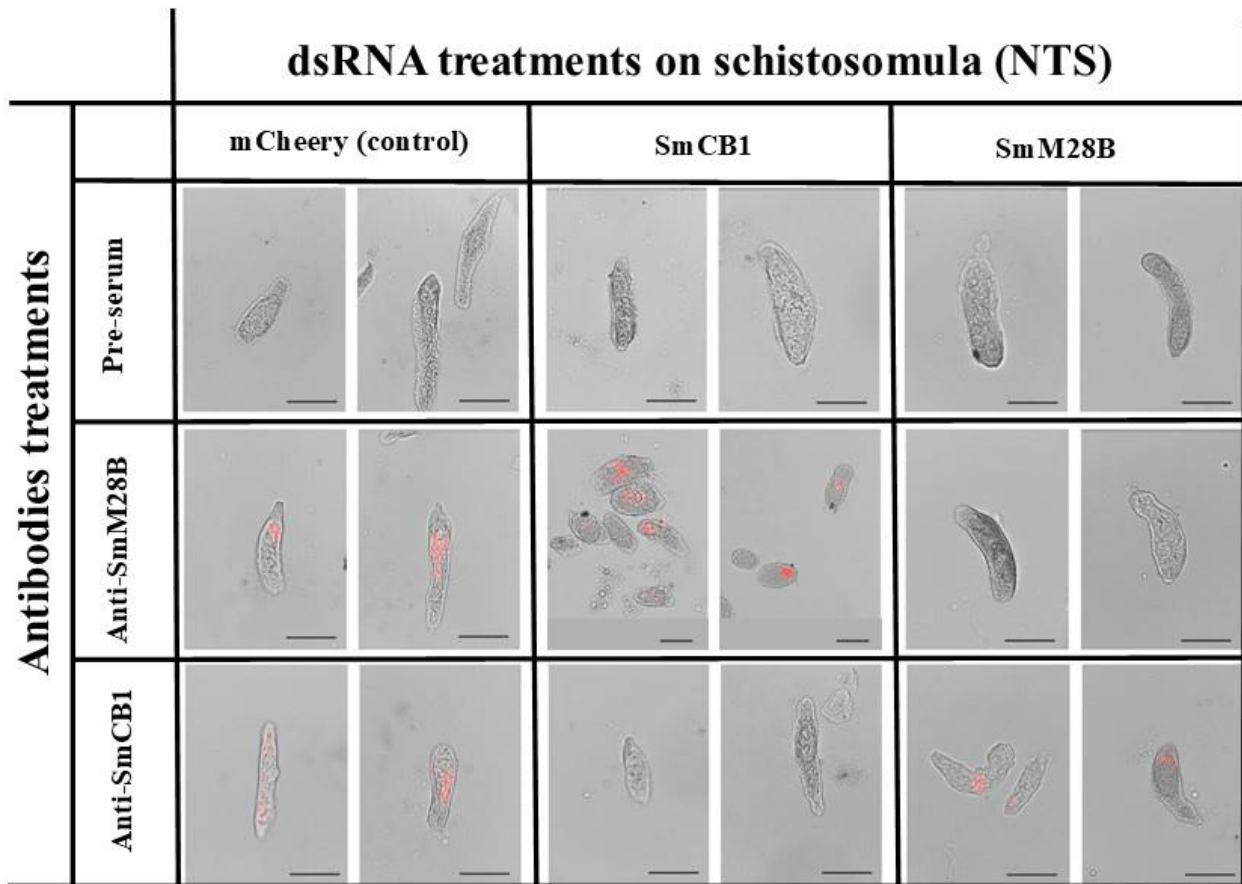 dsRNA treatments on schistosomula (NTS)
mCheery (control)
SmCB1
SmM28B
Antibodies treatments
Pre-serum
Anti-SmM28B
Anti-SmCB1